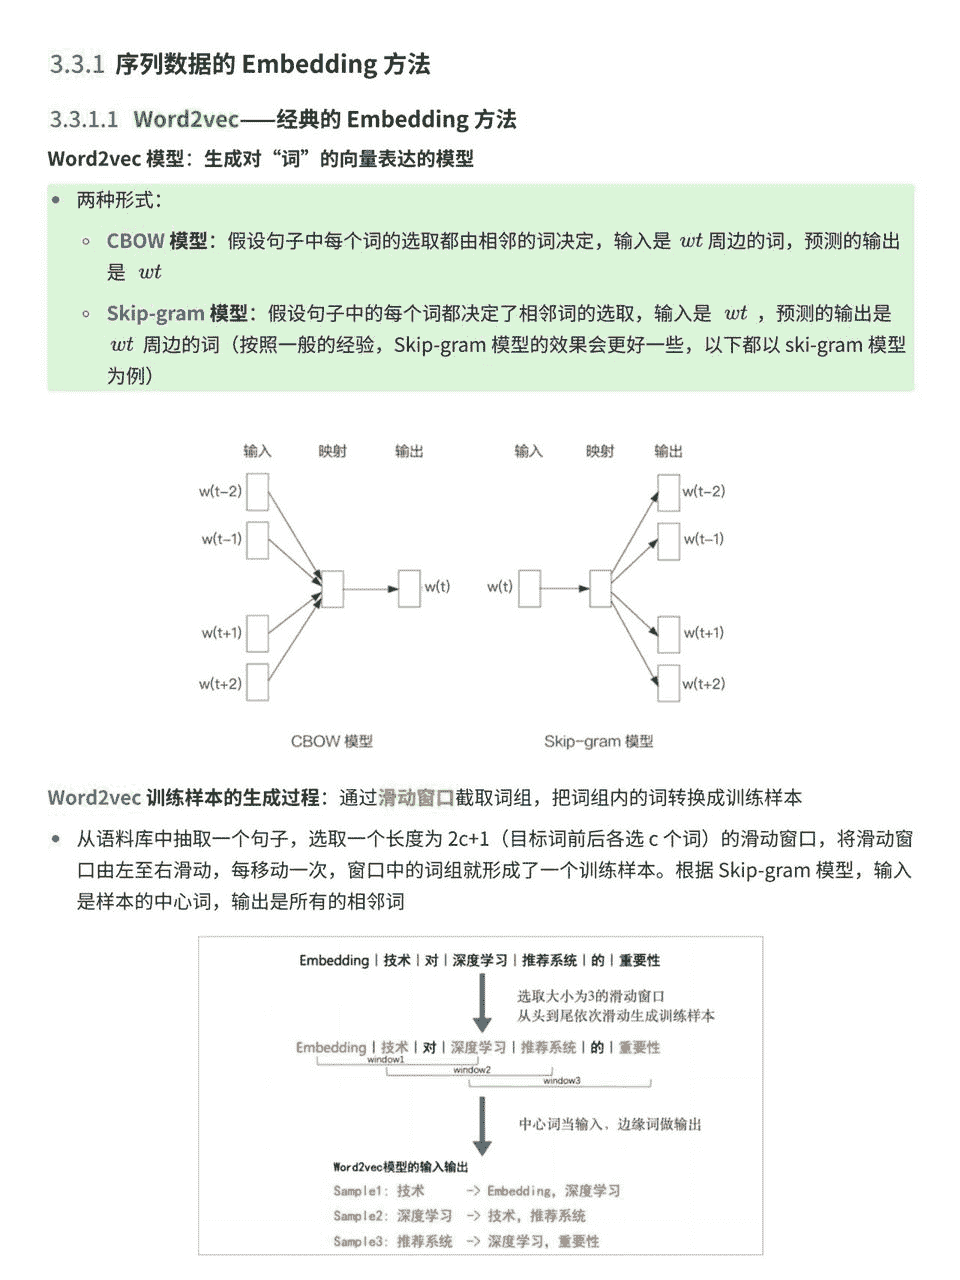 3.3.1 序列数据的 Embedding 方法
3.3.1.1 Word2vec——经典的 Embedding 方法
Word2vec 模型：生成对“词”的向量表达的模型
• 两种形式：
◦ CBOW 模型：假设句子中每个词的选取都由相邻的词决定，输入是 wt 周边的词，预测的输出
是 wt
◦ Skip-gram 模型：假设句子中的每个词都决定了相邻词的选取，输入是 wt ，预测的输出是
wt 周边的词（按照一般的经验，Skip-gram 模型的效果会更好一些，以下都以 ski-gram 模型
为例）
输入 映射 输出
w(t-2)
w(t-1)
w(t)
w(t+1)
w(t+2)
CBOW 模型
输入 映射 输出
w(t-2)
w(t-1)
w(t)
w(t+1)
w(t+2)
Skip-gram 模型
Word2vec 训练样本的生成过程：通过滑动窗口截取词组，把词组内的词转换成训练样本
• 从语料库中抽取一个句子，选取一个长度为 2c+1（目标词前后各选 c 个词）的滑动窗口，将滑动窗
口由左至右滑动，每移动一次，窗口中的词组就形成了一个训练样本。根据 Skip-gram 模型，输入
是样本的中心词，输出是所有的相邻词
Embedding | 技术 | 对 | 深度学习 | 推荐系统 | 的 | 重要性
选取大小为3的滑动窗口
从头到尾依次滑动生成训练样本
Embedding | 技术 | 对 | 深度学习 | 推荐系统 | 的 | 重要性
window1
window2
window3
中心词当输入、边缘词做输出
Word2vec模型的输入输出
Sample1: 技术 -> Embedding, 深度学习
Sample2: 深度学习 -> 技术, 推荐系统
Sample3: 推荐系统 -> 深度学习, 重要性